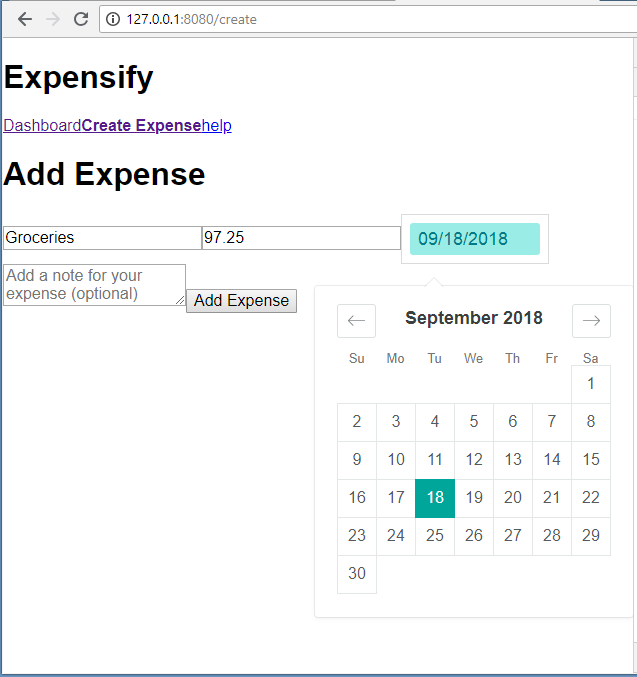 127.0.0.1:8080/create
Expensify
DashboardCreate Expensehelp
Add Expense
Groceries 97.25 09/18/2018
Add a note for your
expense (optional)
Add Expense
September 2018
Su Mo Tu We Th Fr Sa
1
2 3 4 5 6 7 8
9 10 11 12 13 14 15
16 17 18 19 20 21 22
23 24 25 26 27 28 29
30